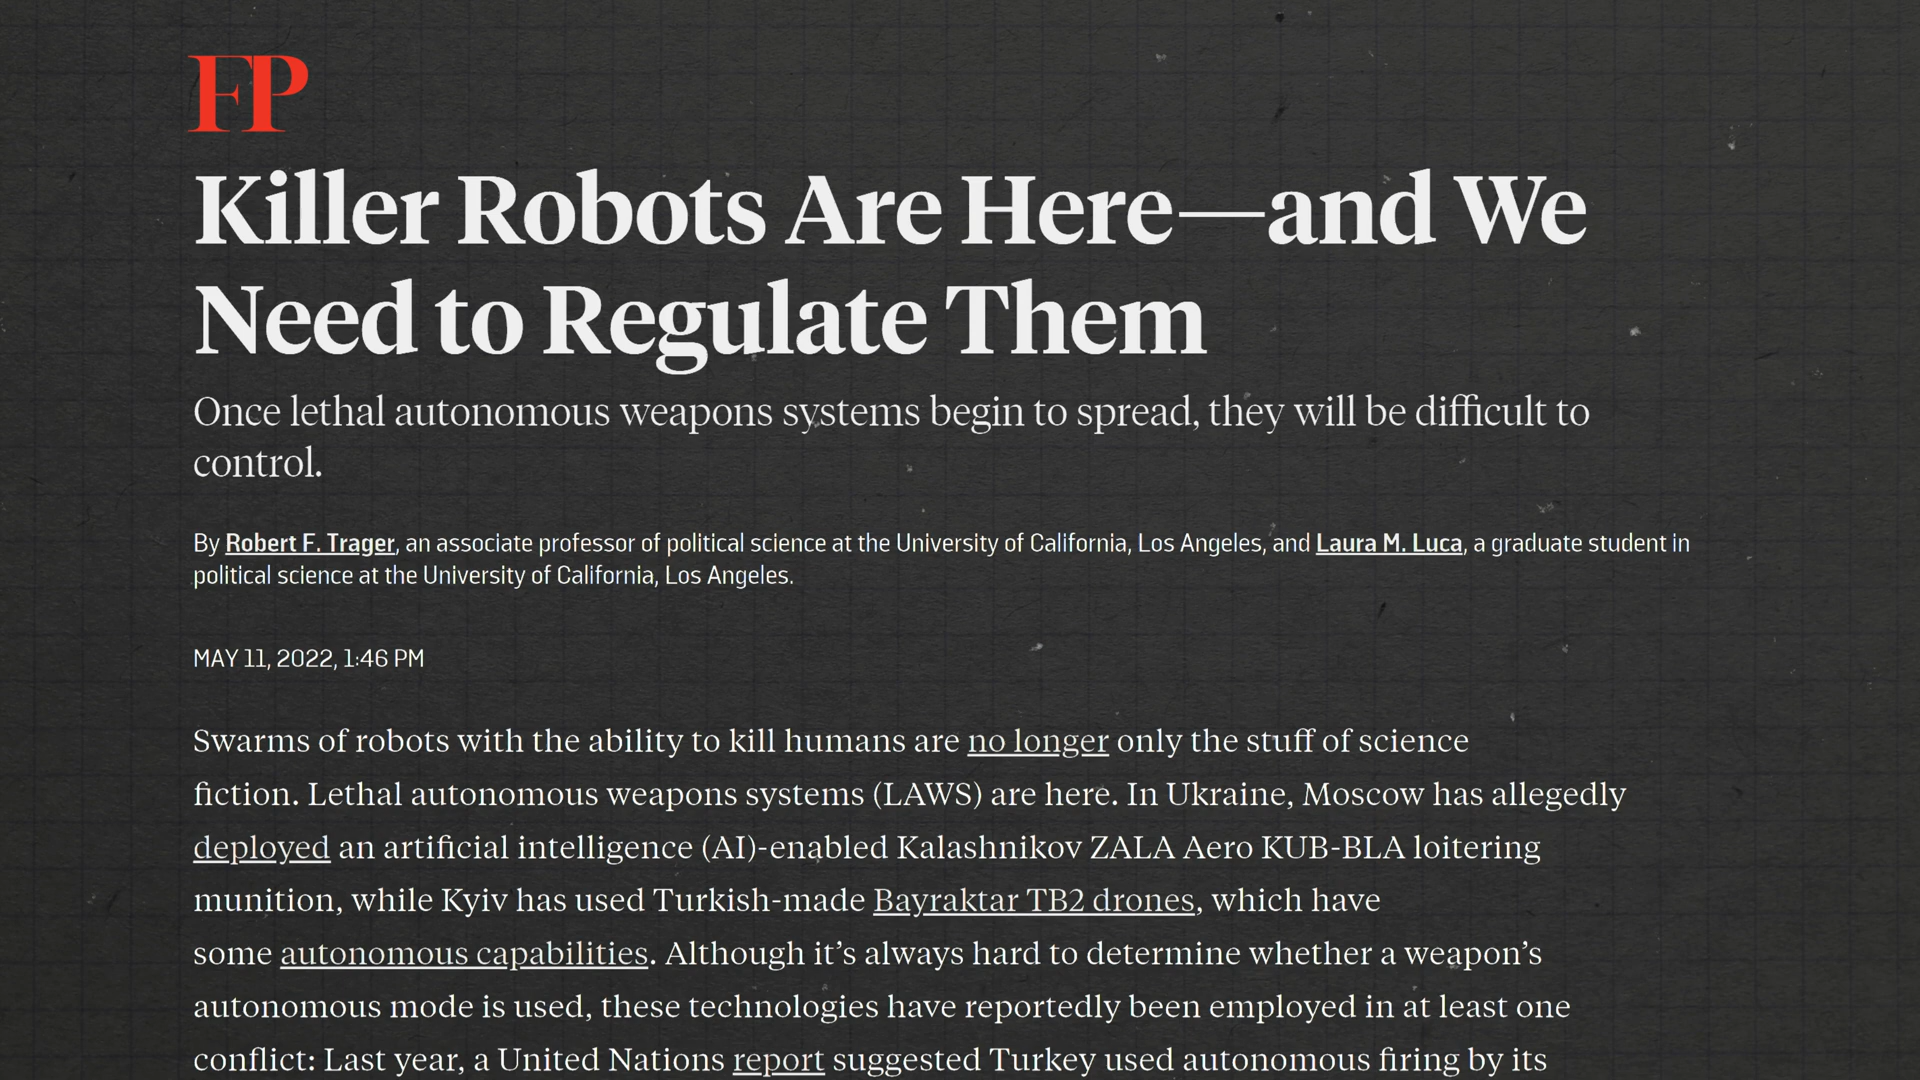 FP
Killer Robots Are Here—and We
Need to Regulate Them
Once lethal autonomous weapons systems begin to spread, they will be difficult to
control.
By Robert F. Trager, an associate professor of political science at the University of California, Los Angeles, and Laura M. Luca, a graduate student in
political science at the University of California, Los Angeles.
MAY 11, 2022, 1:46 PM
Swarms of robots with the ability to kill humans are no longer only the stuff of science
fiction. Lethal autonomous weapons systems (LAWS) are here. In Ukraine, Moscow has allegedly
deployed an artificial intelligence (AI)-enabled Kalashnikov ZALA Aero KUB-BLA loitering
munition, while Kyiv has used Turkish-made Bayraktar TB2 drones, which have
some autonomous capabilities. Although it’s always hard to determine whether a weapon’s
autonomous mode is used, these technologies have reportedly been employed in at least one
conflict: Last year, a United Nations report suggested Turkey used autonomous firing by its